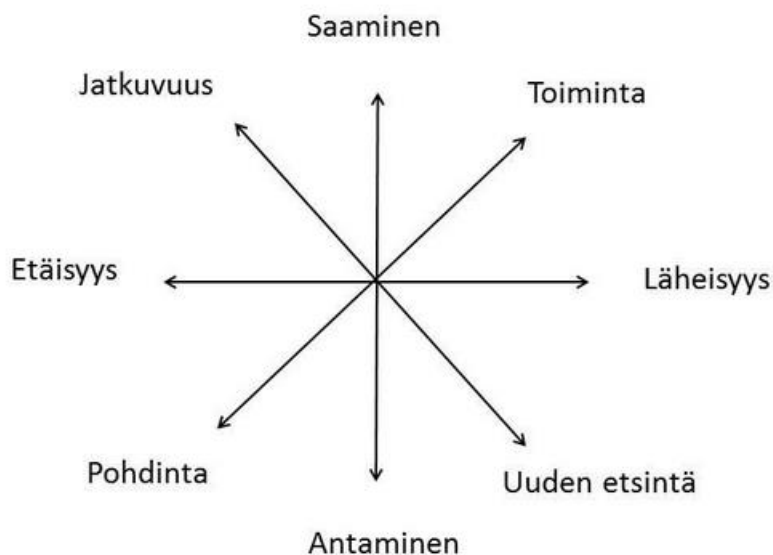 Saaminen
Jatkuvuus
Toiminta
Etäisyys
Läheisyys
Pohdinta
Uuden etsintä
Antaminen